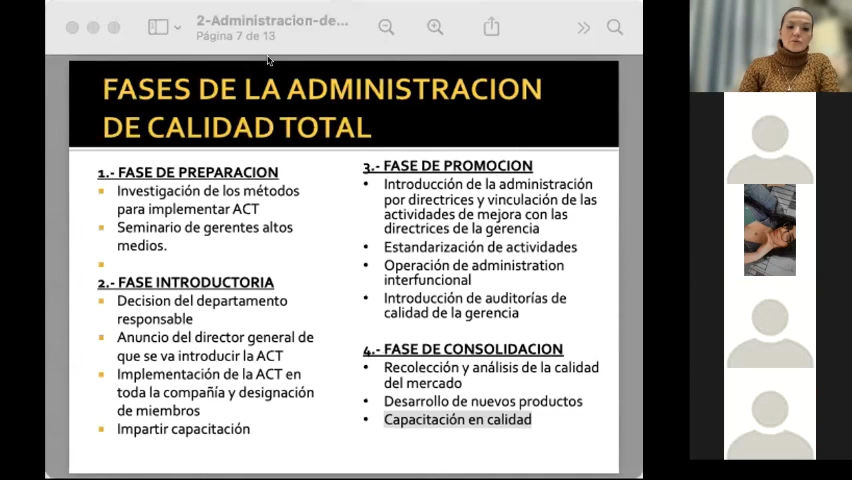 2-Administracion-de...
Página 7 de 13
FASES DE LA ADMINISTRACION
DE CALIDAD TOTAL
1.- FASE DE PREPARACION
Investigación de los métodos
para implementar ACT
Seminario de gerentes altos
medios.
2.- FASE INTRODUCTORIA
Decision del departamento
responsable
Anuncio del director general de
que se va introducir la ACT
Implementación de la ACT en
toda la compañía y designación
de miembros
Impartir capacitación
3.- FASE DE PROMOCION
Introducción de la administración
por directrices y vinculación de las
actividades de mejora con las
directrices de la gerencia
Estandarización de actividades
Operación de administration
interfuncional
Introducción de auditorías de
calidad de la gerencia
4.- FASE DE CONSOLIDACION
Recolección y análisis de la calidad
del mercado
Desarrollo de nuevos productos
Capacitación en calidad